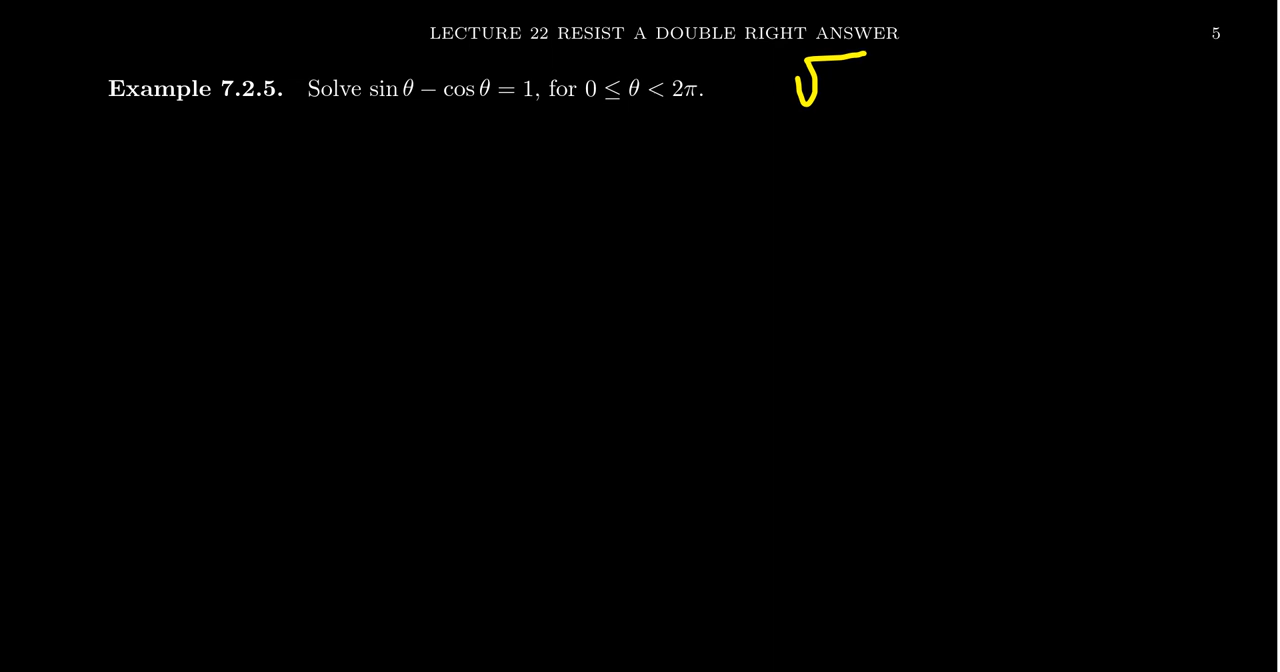 LECTURE 22 RESIST A DOUBLE RIGHT ANSWER 5
Example 7.2.5. Solve sin θ − cos θ = 1, for 0 ≤ θ < 2π. √